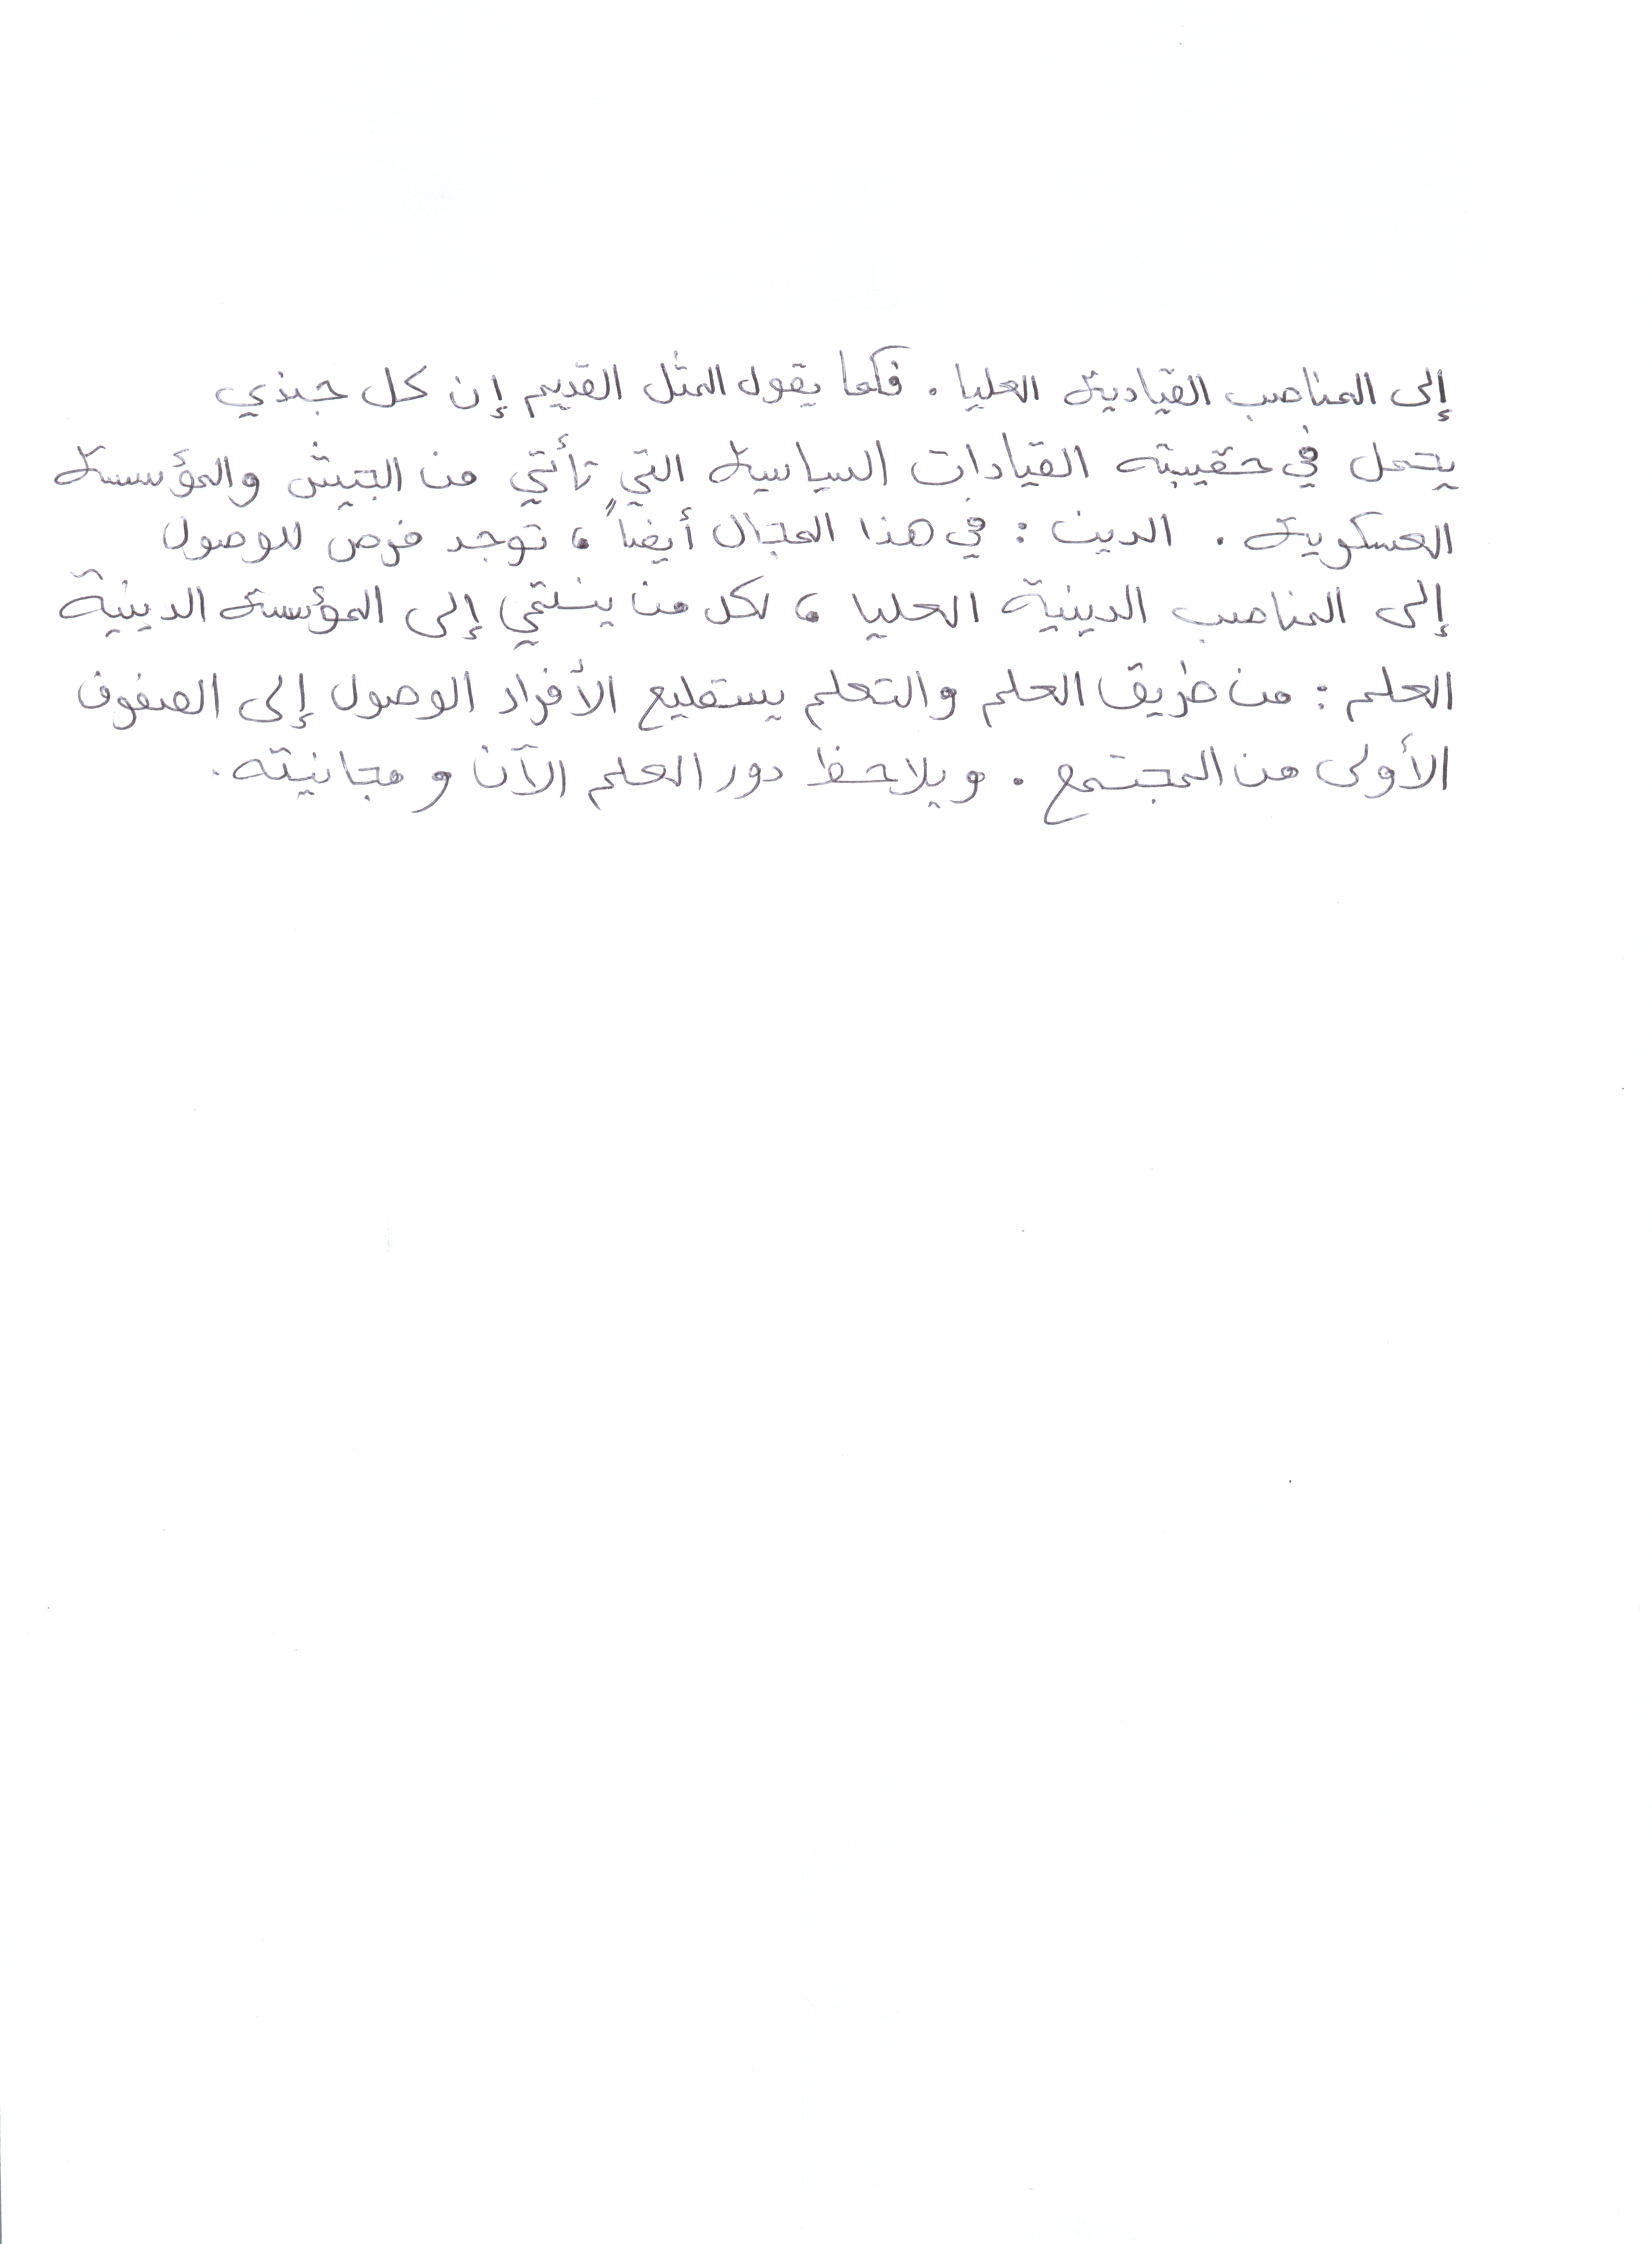 إلى المناصب القيادية العليا. فكما يقول المثل القديم إن كل جندي
يحمل في حقيبته القيادات السياسية التي تأتي من الجيش والمؤسسة
العسكرية. الدين: في هذا المجال أيضاً، توجد فرص للوصول
إلى المناصب الدينية العليا، لكل من ينتمي إلى المؤسسة الدينية
العلم: من طريق العلم والتعلم يستطيع الأفراد الوصول إلى الصفوف
الأولى من المجتمع. ويلاحظ دور العلم الآن ومجانيته.